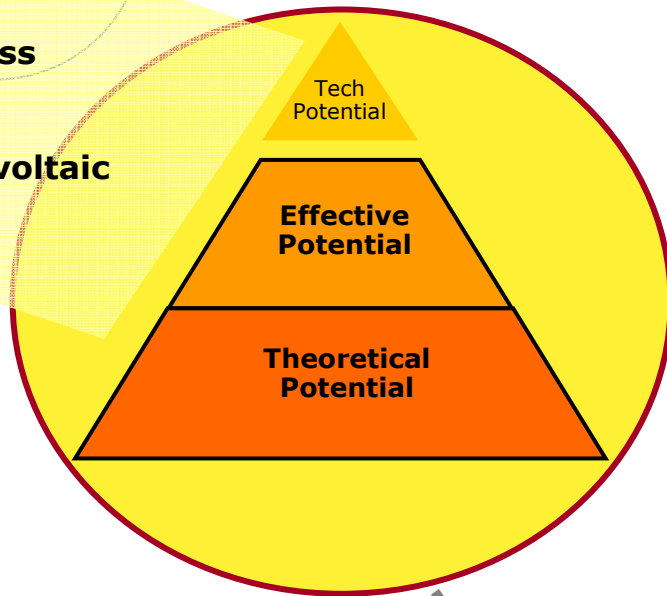 ss
voltaic
Tech
Potential
Effective
Potential
Theoretical
Potential